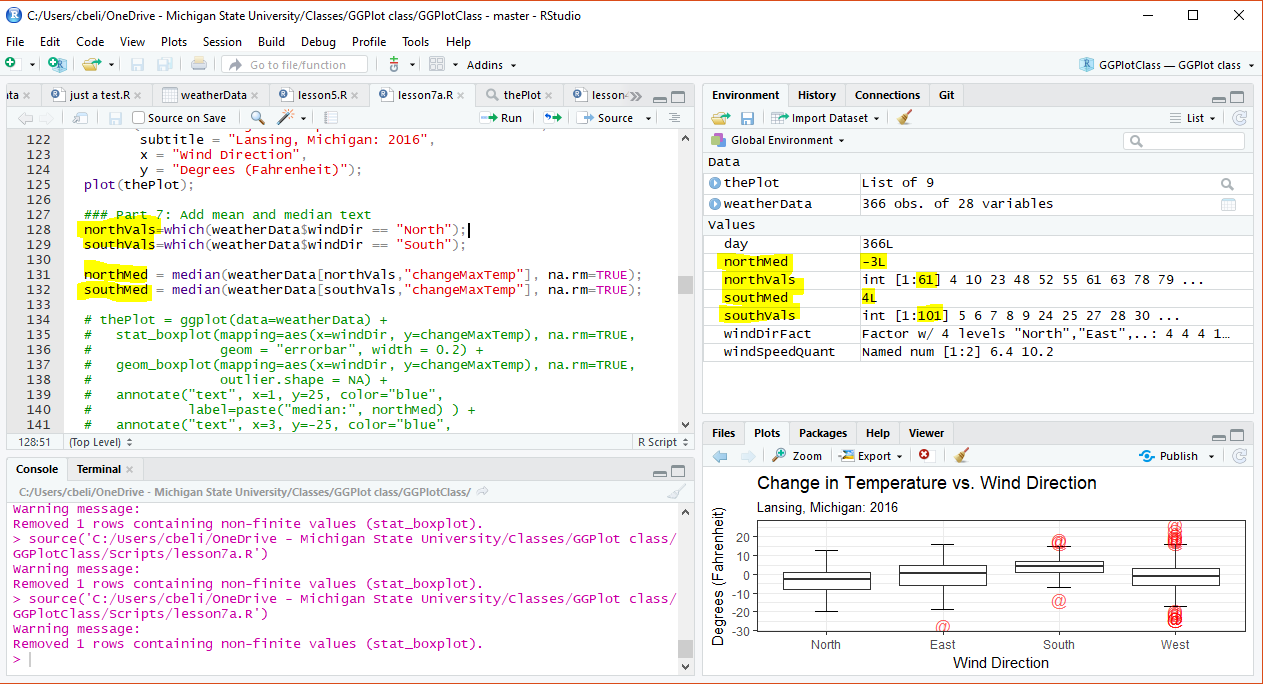 C:/Users/cbeli/OneDrive - Michigan State University/Classes/GGPlot class/GGPlotClass - master - RStudio
File Edit Code View Plots Session Build Debug Profile Tools Help
Go to file/function Addins GGPlotClass — GGPlot class
ata just a test.R weatherData lesson5.R lesson7a.R thePlot lesson
Source on Save Run Source
122 subtitle = "Lansing, Michigan: 2016",
123 x = "Wind Direction",
124 y = "Degrees (Fahrenheit)");
125 plot(thePlot);
126
127 ### Part 7: Add mean and median text
128 northVals=which(weatherData$windDir == "North");
129 southVals=which(weatherData$windDir == "South");
130
131 northMed = median(weatherData[northVals,"changeMaxTemp"], na.rm=TRUE);
132 southMed = median(weatherData[southVals,"changeMaxTemp"], na.rm=TRUE);
133
134 # thePlot = ggplot(data=weatherData) +
135 # stat_boxplot(mapping=aes(x=windDir, y=changeMaxTemp), na.rm=TRUE,
136 # geom = "errorbar", width = 0.2) +
137 # geom_boxplot(mapping=aes(x=windDir, y=changeMaxTemp), na.rm=TRUE,
138 # outlier.shape = NA) +
139 # annotate("text", x=1, y=25, color="blue",
140 # label=paste("median:", northMed) ) +
141 # annotate("text", x=3, y=-25, color="blue",
128:51 (Top Level) R Script
Console Terminal
C:/Users/cbeli/OneDrive - Michigan State University/Classes/GGPlot class/GGPlotClass/
Warning message:
Removed 1 rows containing non-finite values (stat_boxplot).
> source('C:/Users/cbeli/OneDrive - Michigan State University/Classes/GGPlot class/
GGPlotClass/Scripts/lesson7a.R')
Warning message:
Removed 1 rows containing non-finite values (stat_boxplot).
> source('C:/Users/cbeli/OneDrive - Michigan State University/Classes/GGPlot class/
GGPlotClass/Scripts/lesson7a.R')
Warning message:
Removed 1 rows containing non-finite values (stat_boxplot).
>
Environment History Connections Git
Import Dataset List
Global Environment
Data
thePlot List of 9
weatherData 366 obs. of 28 variables
Values
day 366L
northMed -3L
northVals int [1:61] 4 10 23 48 52 55 61 63 78 79 ...
southMed 4L
southVals int [1:101] 5 6 7 8 9 24 25 27 28 30 ...
windDirFact Factor w/ 4 levels "North","East",..: 4 4 4 1…
windSpeedQuant Named num [1:2] 6.4 10.2
Files Plots Packages Help Viewer
Zoom Export Publish
Change in Temperature vs. Wind Direction
Lansing, Michigan: 2016
Degrees (Fahrenheit)
20
10
0
-10
-20
-30
North East South West
Wind Direction